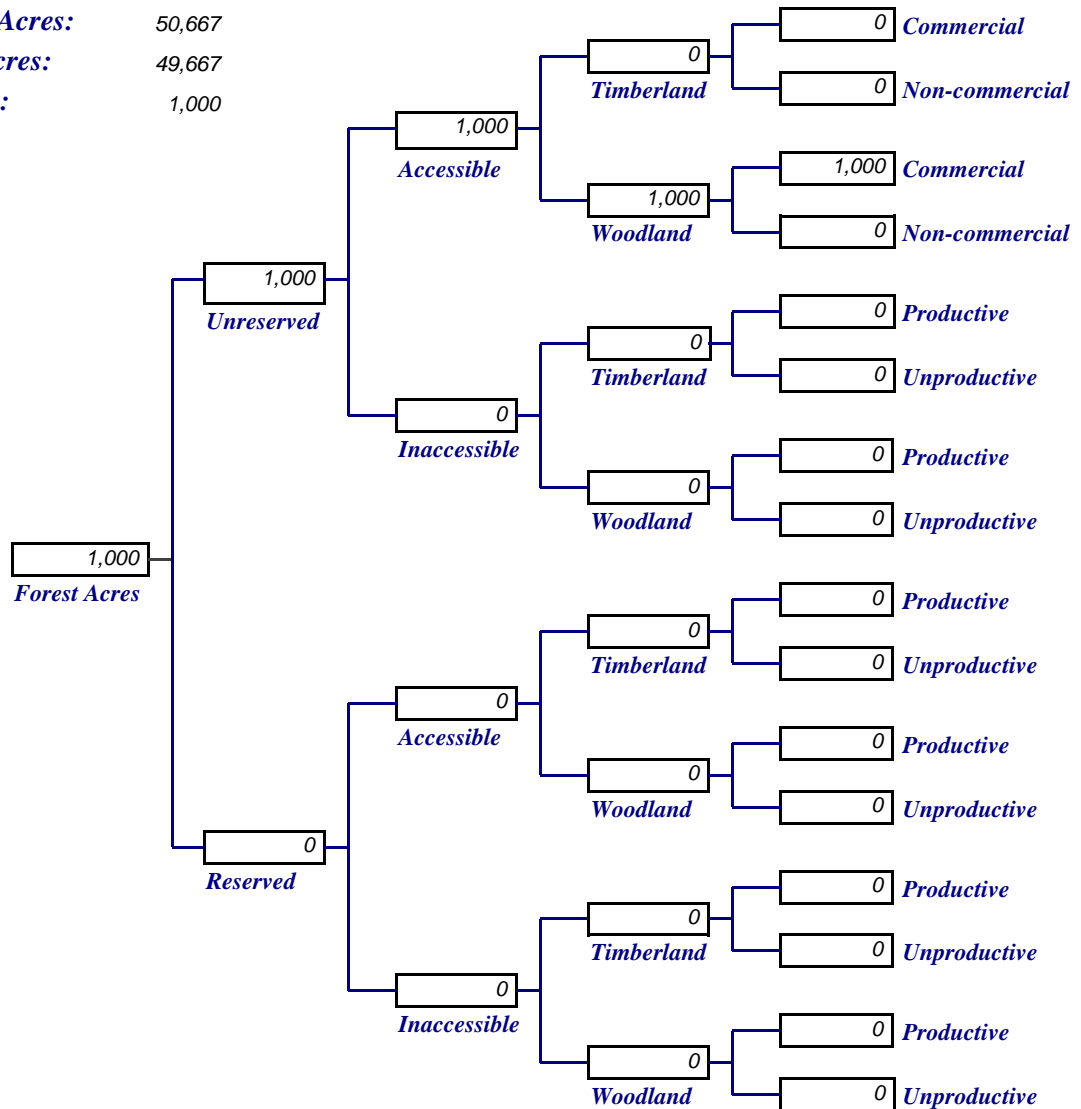 Acres: 50,667
cres: 49,667
: 1,000
0 Commercial
0 Timberland
0 Non-commercial
1,000 Accessible
1,000 Commercial
1,000 Woodland
0 Non-commercial
1,000 Unreserved
0 Productive
0 Timberland
0 Unproductive
0 Inaccessible
0 Productive
0 Woodland
0 Unproductive
1,000 Forest Acres
0 Productive
0 Timberland
0 Unproductive
0 Accessible
0 Productive
0 Woodland
0 Unproductive
0 Reserved
0 Productive
0 Timberland
0 Unproductive
0 Inaccessible
0 Productive
0 Woodland
0 Unproductive